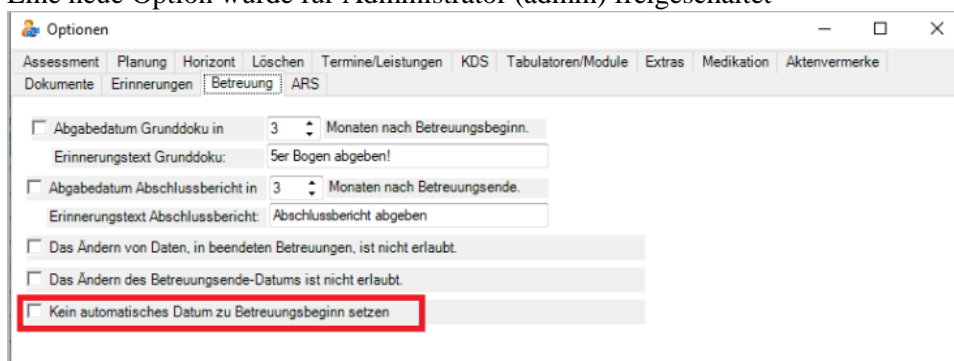 Eine neue Option wurde für Administrator (admin) freigeschaltet
Optionen
Assessment Planung Horizont Löschen Termine/Leistungen KDS Tabulatoren/Module Extras Medikation Aktenvermerke
Dokumente Erinnerungen Betreuung ARS
Abgabedatum Grunddoku in 3 Monaten nach Betreuungsbeginn.
Erinnerungstext Grunddoku: 5er Bogen abgeben!
Abgabedatum Abschlussbericht in 3 Monaten nach Betreuungsende.
Erinnerungstext Abschlussbericht: Abschlussbericht abgeben
Das Ändern von Daten, in beendeten Betreuungen, ist nicht erlaubt.
Das Ändern des Betreuungsende-Datums ist nicht erlaubt.
Kein automatisches Datum zu Betreuungsbeginn setzen